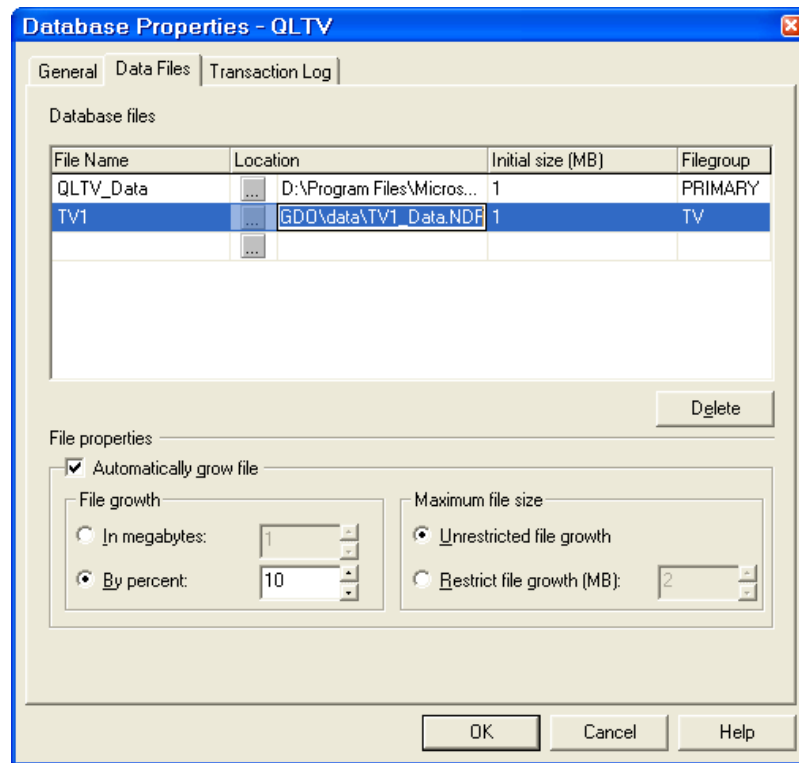 Database Properties - QLTV
General Data Files Transaction Log
Database files
File Name Location Initial size (MB) Filegroup
QLTV_Data ... D:\Program Files\Micros... 1 PRIMARY
TV1 ... GDO\data\TV1_Data.NDF 1 TV
...
Delete
File properties
Automatically grow file
File growth Maximum file size
In megabytes: 1 Unrestricted file growth
By percent: 10 Restrict file growth (MB): 2
OK Cancel Help